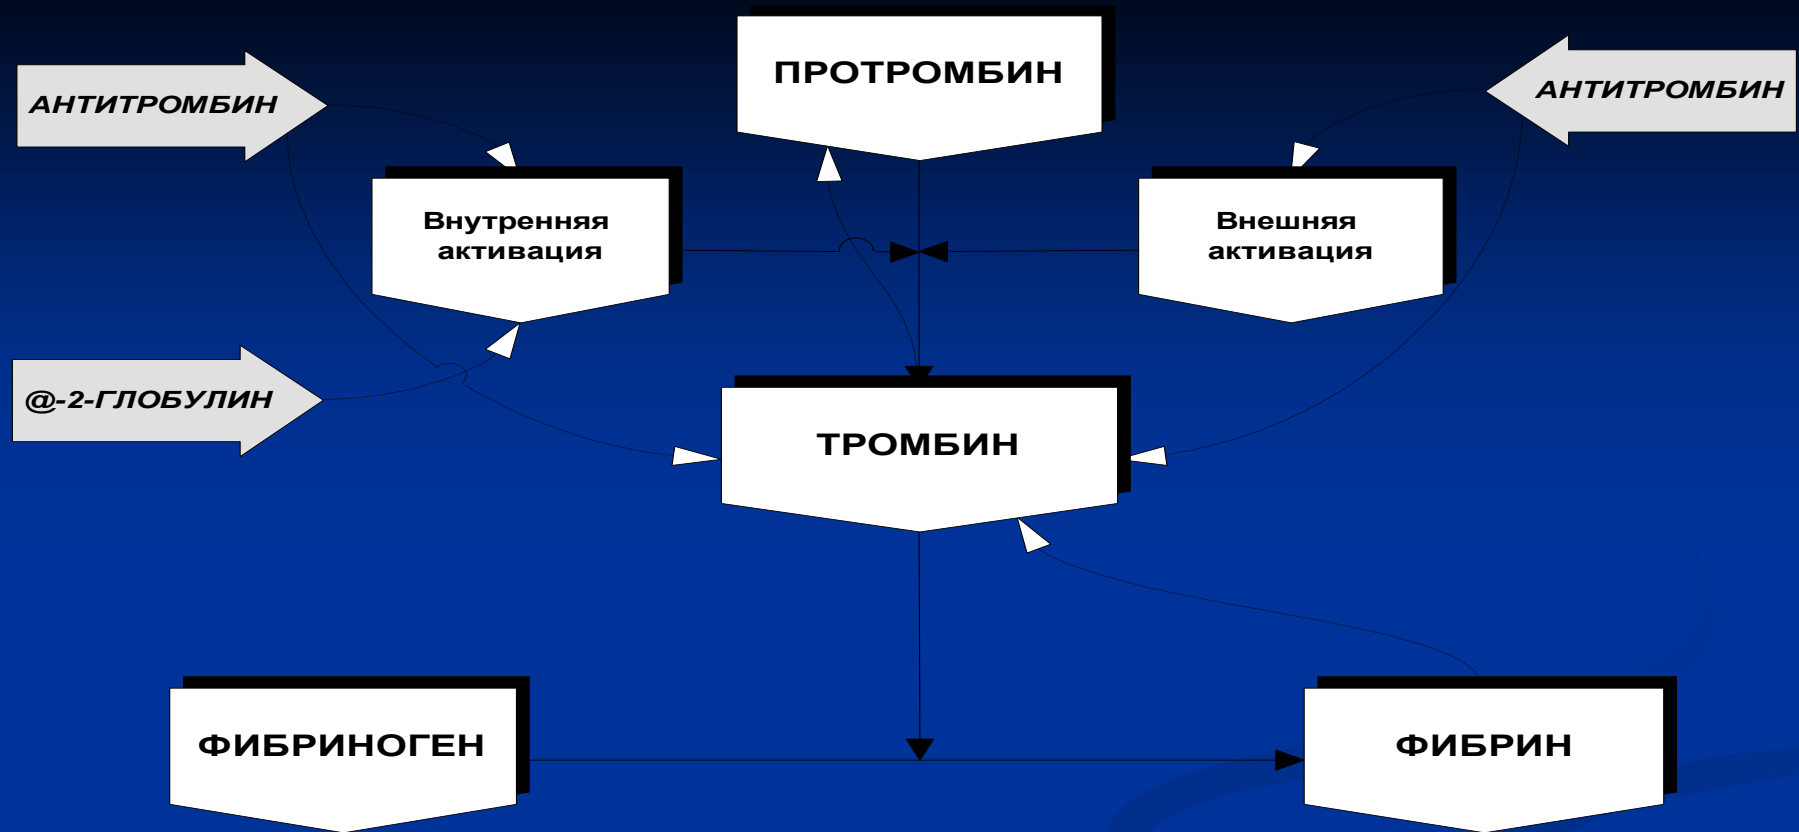 ПРОТРОМБИН
АНТИТРОМБИН
АНТИТРОМБИН
Внутренняя
активация
Внешняя
активация
@-2-ГЛОБУЛИН
ТРОМБИН
ФИБРИНОГЕН
ФИБРИН